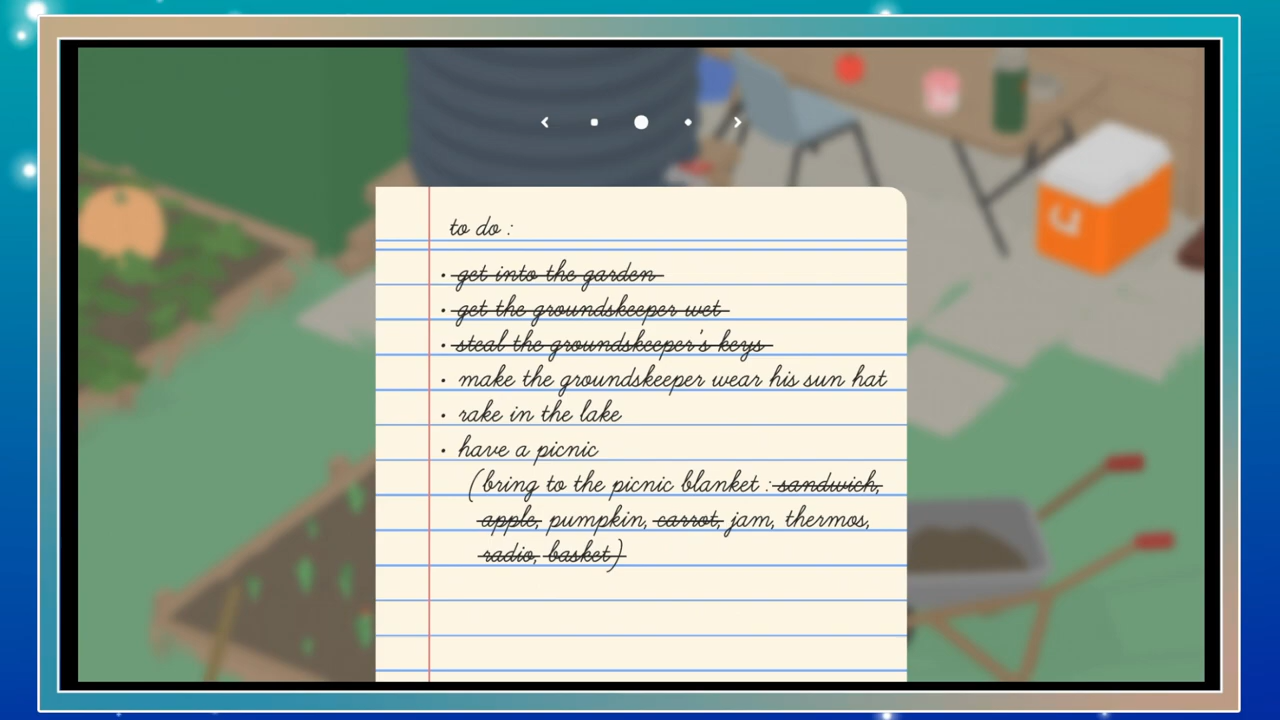 to do :
• get into the garden
• get the groundskeeper wet
• steal the groundskeeper's keys
• make the groundskeeper wear his sun hat
• rake in the lake
• have a picnic
(bring to the picnic blanket : sandwich,
apple, pumpkin, carrot, jam, thermos,
radio, basket)